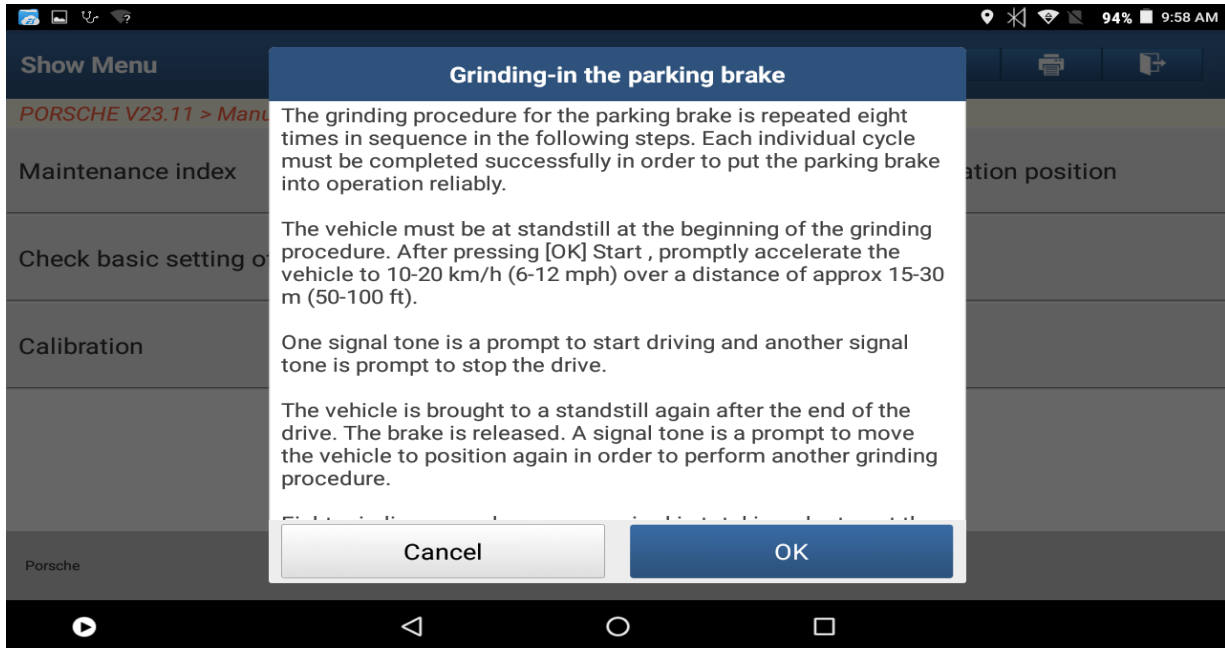 94% 9:58 AM
Show Menu
Grinding-in the parking brake
PORSCHE V23.11 > Manu
The grinding procedure for the parking brake is repeated eight
times in sequence in the following steps. Each individual cycle
must be completed successfully in order to put the parking brake
into operation reliably.
Maintenance index
ation position
The vehicle must be at standstill at the beginning of the grinding
procedure. After pressing [OK] Start , promptly accelerate the
vehicle to 10-20 km/h (6-12 mph) over a distance of approx 15-30
m (50-100 ft).
Check basic setting o
One signal tone is a prompt to start driving and another signal
tone is prompt to stop the drive.
Calibration
The vehicle is brought to a standstill again after the end of the
drive. The brake is released. A signal tone is a prompt to move
the vehicle to position again in order to perform another grinding
procedure.
Cancel
OK
Porsche